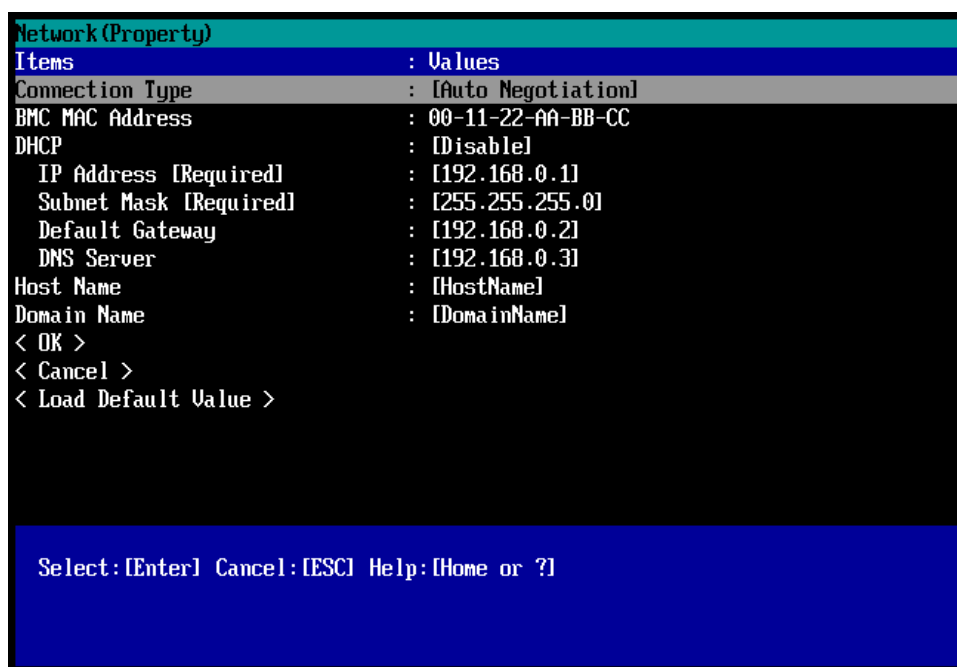 Network(Property)
Items : Values
Connection Type : [Auto Negotiation]
BMC MAC Address : 00-11-22-AA-BB-CC
DHCP : [Disable]
IP Address [Required] : [192.168.0.1]
Subnet Mask [Required] : [255.255.255.0]
Default Gateway : [192.168.0.2]
DNS Server : [192.168.0.3]
Host Name : [HostName]
Domain Name : [DomainName]
< OK >
< Cancel >
< Load Default Value >
Select:[Enter] Cancel:[ESC] Help:[Home or ?]